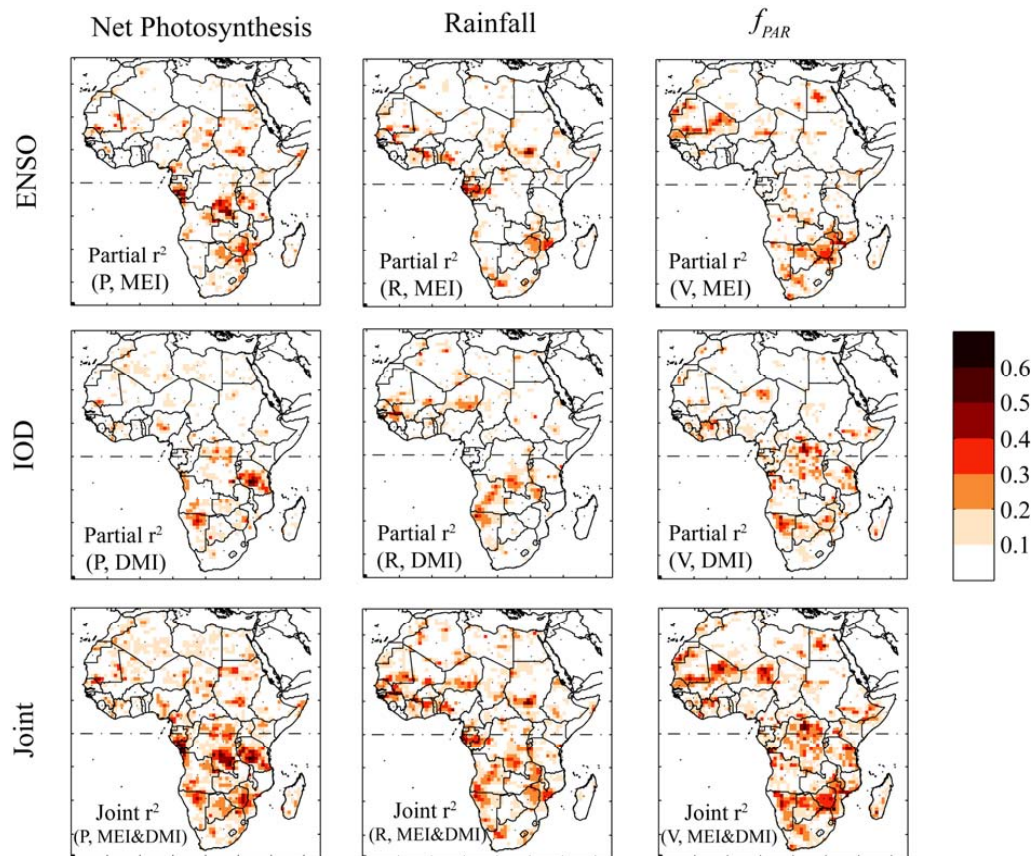 Net Photosynthesis
Rainfall
f_PAR
ENSO
Partial r²
(P, MEI)
Partial r²
(R, MEI)
Partial r²
(V, MEI)
IOD
Partial r²
(P, DMI)
Partial r²
(R, DMI)
Partial r²
(V, DMI)
0.6
0.5
0.4
0.3
0.2
0.1
Joint
Joint r²
(P, MEI&DMI)
Joint r²
(R, MEI&DMI)
Joint r²
(V, MEI&DMI)